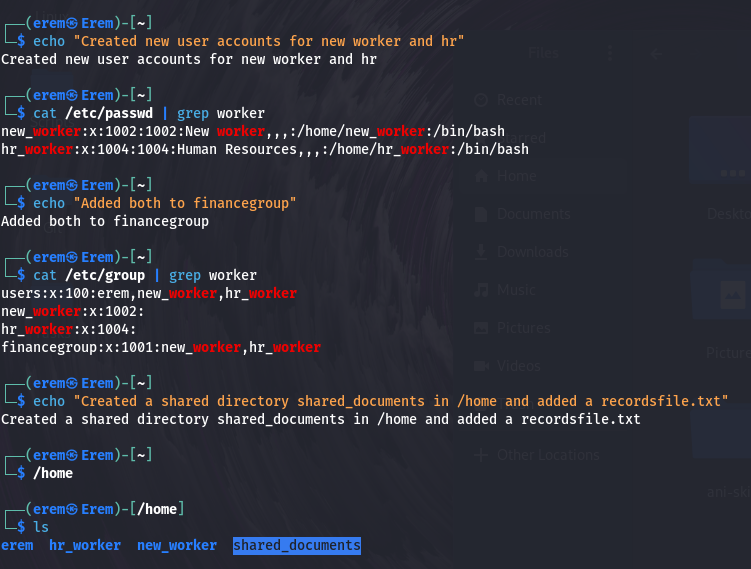 ┌──(erem㉿Erem)-[~]
└─$ echo "Created new user accounts for new worker and hr"
Created new user accounts for new worker and hr
┌──(erem㉿Erem)-[~]
└─$ cat /etc/passwd | grep worker
new_worker:x:1002:1002:New worker,,,:/home/new_worker:/bin/bash
hr_worker:x:1004:1004:Human Resources,,,:/home/hr_worker:/bin/bash
┌──(erem㉿Erem)-[~]
└─$ echo "Added both to financegroup"
Added both to financegroup
┌──(erem㉿Erem)-[~]
└─$ cat /etc/group | grep worker
users:x:100:erem,new_worker,hr_worker
new_worker:x:1002:
hr_worker:x:1004:
financegroup:x:1001:new_worker,hr_worker
┌──(erem㉿Erem)-[~]
└─$ echo "Created a shared directory shared_documents in /home and added a recordsfile.txt"
Created a shared directory shared_documents in /home and added a recordsfile.txt
┌──(erem㉿Erem)-[~]
└─$ /home
┌──(erem㉿Erem)-[/home]
└─$ ls
erem hr_worker new_worker shared_documents
Files
Recent
Home
Documents
Downloads
Music
Pictures
Videos
Other Locations